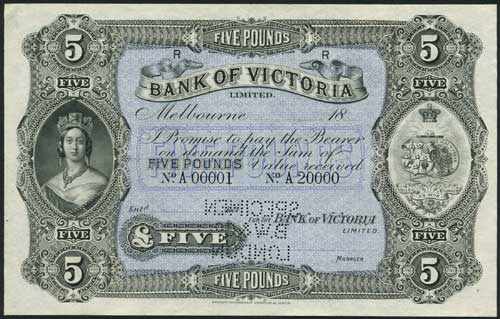 5 FIVE POUNDS 5
R R
FIVE BANK OF VICTORIA FIVE
LIMITED.
Melbourne 18
I Promise to pay the Bearer
on demand the Sum of
FIVE POUNDS Value received
No A 00001 No A 20000
SPECIMEN
Entd For the BANK OF VICTORIA
LIMITED.
£ FIVE
MANAGER
FIVE FIVE
5 FIVE POUNDS 5